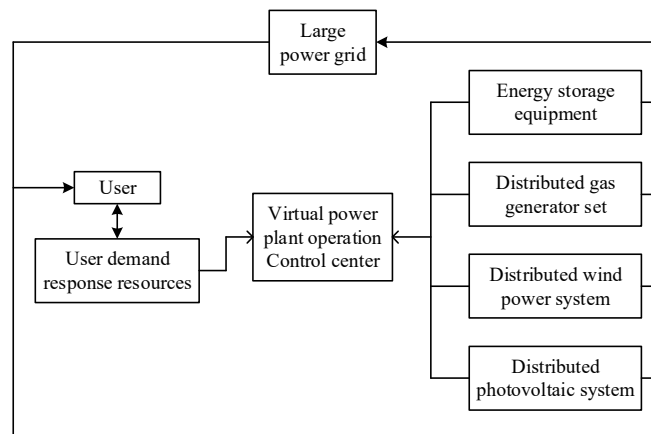 Large
power grid
Energy storage
equipment
User
Distributed gas
generator set
Virtual power
plant operation
Control center
User demand
response resources
Distributed wind
power system
Distributed
photovoltaic system